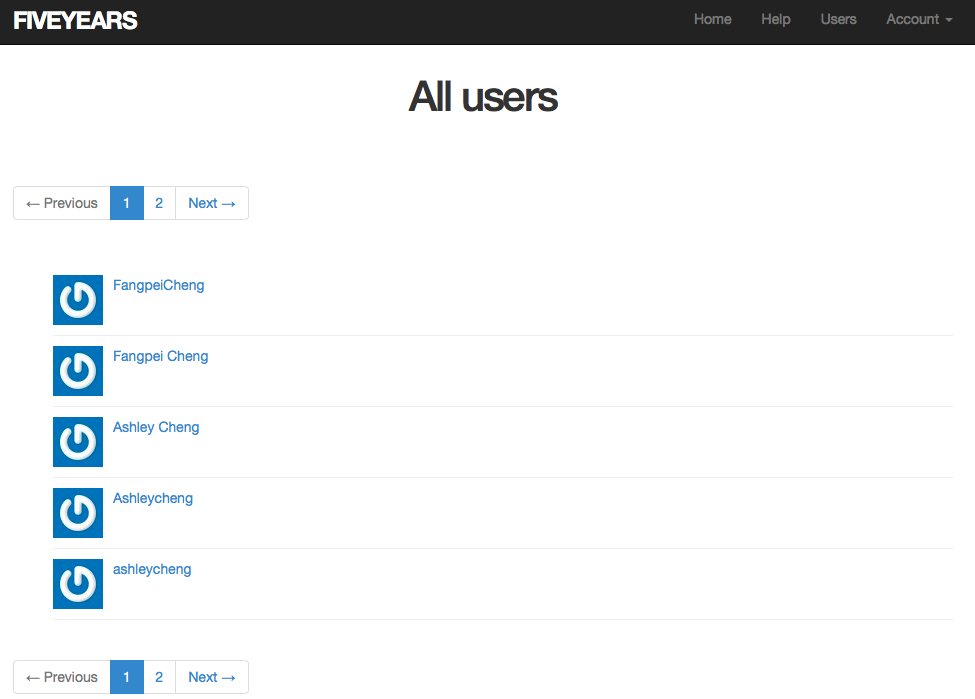 FIVEYEARS Home Help Users Account
All users
← Previous 1 2 Next →
FangpeiCheng
Fangpei Cheng
Ashley Cheng
Ashleycheng
ashleycheng
← Previous 1 2 Next →